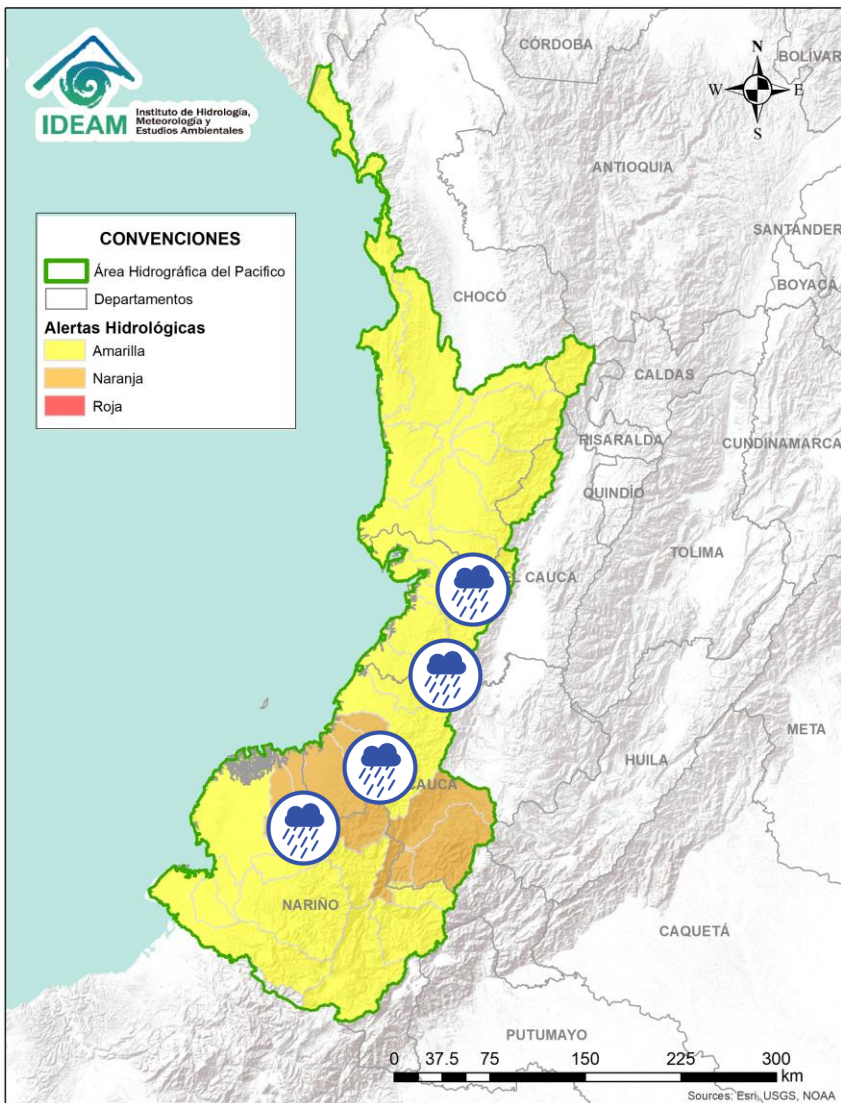 IDEAM
Instituto de Hidrología,
Meteorología y
Estudios Ambientales
CÓRDOBA
BOLÍVAR
N
W
E
S
ANTIOQUIA
SANTANDER
BOYACÁ
CONVENCIONES
Área Hidrográfica del Pacifico
Departamentos
Alertas Hidrológicas
Amarilla
Naranja
Roja
CHOCÓ
CALDAS
RISARALDA
CUNDINAMARCA
QUINDÍO
TOLIMA
EL CAUCA
META
HUILA
CAUCA
NARIÑO
CAQUETÁ
PUTUMAYO
0 37.5 75 150 225 300
km
Sources: Esri, USGS, NOAA